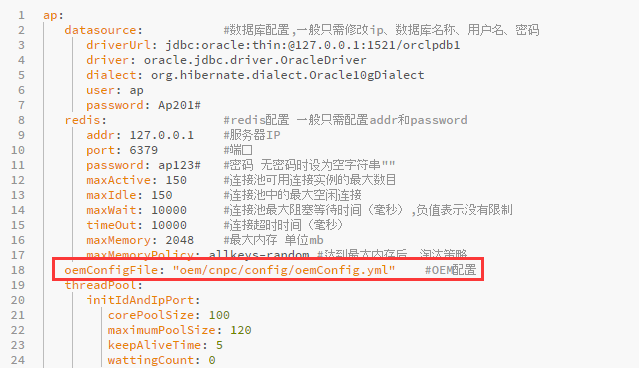 1 ap:
2 datasource: #数据库配置,一般只需修改ip、数据库名称、用户名、密码
3 driverUrl: jdbc:oracle:thin:@127.0.0.1:1521/orclpdb1
4 driver: oracle.jdbc.driver.OracleDriver
5 dialect: org.hibernate.dialect.Oracle10gDialect
6 user: ap
7 password: Ap201#
8 redis: #redis配置 一般只需配置addr和password
9 addr: 127.0.0.1 #服务器IP
10 port: 6379 #端口
11 password: ap123# #密码 无密码时设为空字符串""
12 maxActive: 150 #连接池可用连接实例的最大数目
13 maxIdle: 150 #连接池中的最大空闲连接
14 maxWait: 10000 #连接池最大阻塞等待时间（毫秒）,负值表示没有限制
15 timeOut: 10000 #连接超时时间（毫秒）
16 maxMemory: 2048 #最大内存 单位mb
17 maxMemoryPolicy: allkeys-random #达到最大内存后，淘汰策略
18 oemConfigFile: "oem/cnpc/config/oemConfig.yml" #OEM配置
19 threadPool:
20 initIdAndIpPort:
21 corePoolSize: 100
22 maximumPoolSize: 120
23 keepAliveTime: 5
24 wattingCount: 0